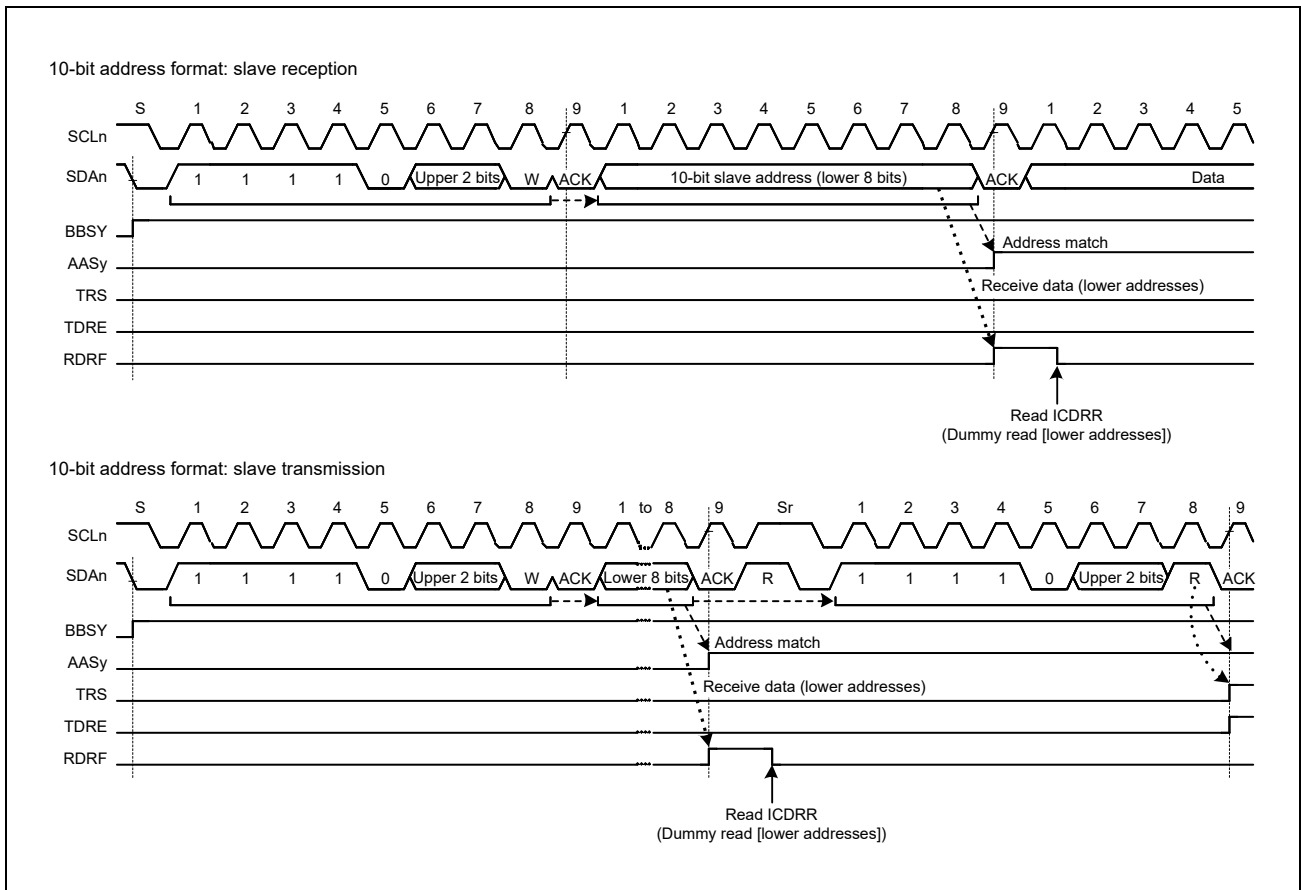 10-bit address format: slave reception
S 1 2 3 4 5 6 7 8 9 1 2 3 4 5 6 7 8 9 1 2 3 4 5
SCLn
SDAn 1 1 1 1 0 Upper 2 bits W ACK 10-bit slave address (lower 8 bits) ACK Data
BBSY
Address match
AASy
Receive data (lower addresses)
TRS
TDRE
RDRF
Read ICDRR
(Dummy read [lower addresses])
10-bit address format: slave transmission
S 1 2 3 4 5 6 7 8 9 1 to 8 9 Sr 1 2 3 4 5 6 7 8 9
SCLn
SDAn 1 1 1 1 0 Upper 2 bits W ACK Lower 8 bits ACK R 1 1 1 1 0 Upper 2 bits R ACK
BBSY
Address match
AASy
Receive data (lower addresses)
TRS
TDRE
RDRF
Read ICDRR
(Dummy read [lower addresses])